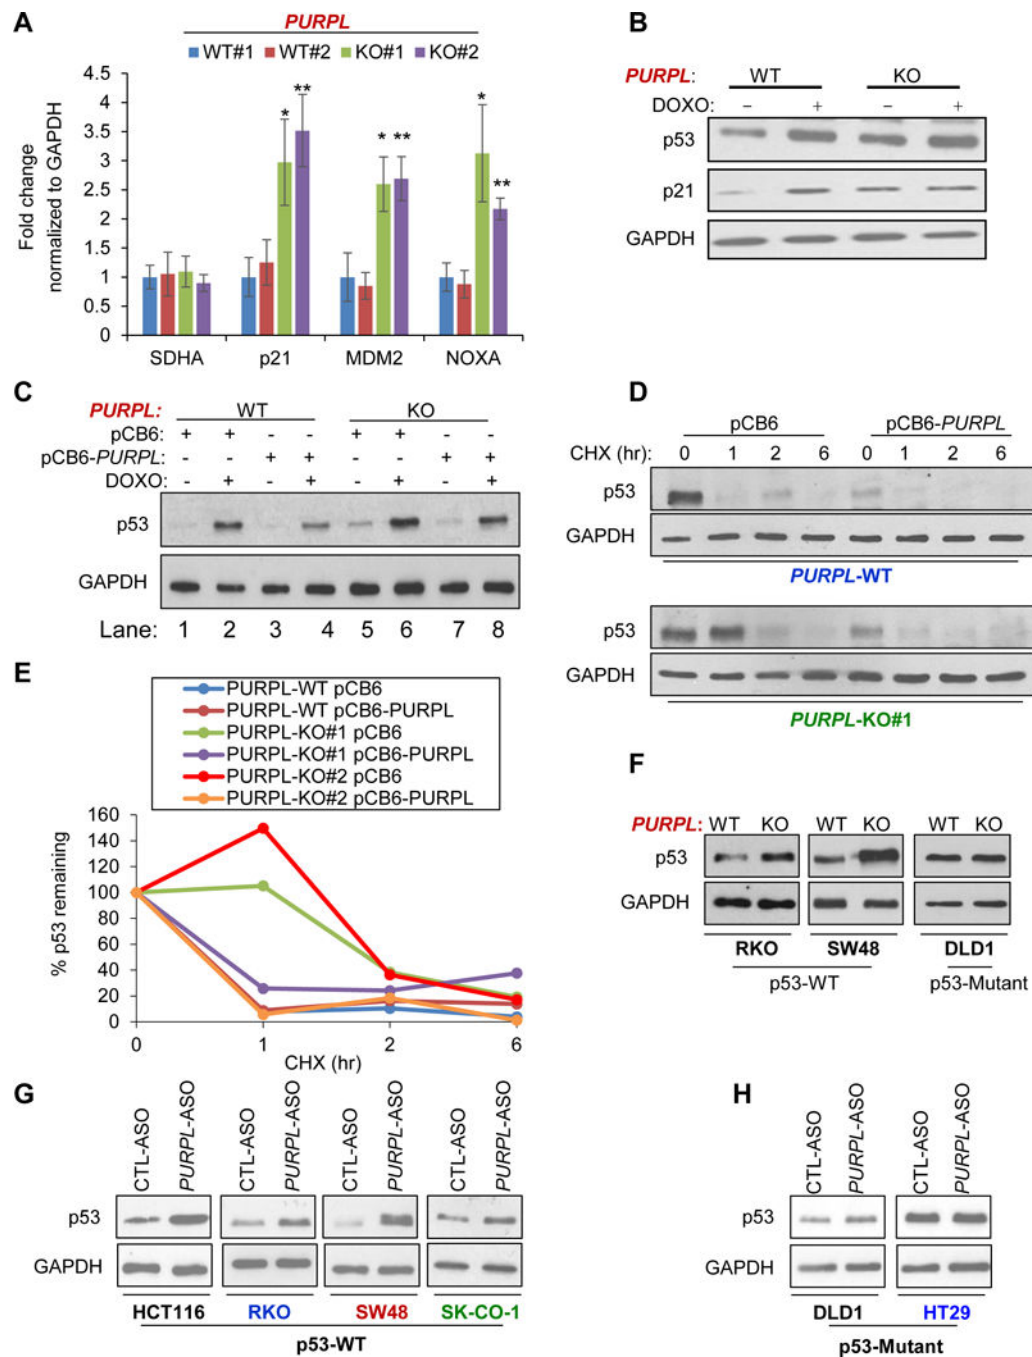 A
PURPL
WT#1 WT#2 KO#1 KO#2
Fold change
normalized to GAPDH
4.5
4
3.5
3
2.5
2
1.5
1
0.5
0
* ** * ** * **
SDHA p21 MDM2 NOXA
B
PURPL: WT KO
DOXO: – + – +
p53
p21
GAPDH
C
PURPL: WT KO
pCB6: + + - - + + - -
pCB6-PURPL: - - + + - - + +
DOXO: - + - + - + - +
p53
GAPDH
Lane: 1 2 3 4 5 6 7 8
D
pCB6 pCB6-PURPL
CHX (hr): 0 1 2 6 0 1 2 6
p53
GAPDH
PURPL-WT
p53
GAPDH
PURPL-KO#1
E
PURPL-WT pCB6
PURPL-WT pCB6-PURPL
PURPL-KO#1 pCB6
PURPL-KO#1 pCB6-PURPL
PURPL-KO#2 pCB6
PURPL-KO#2 pCB6-PURPL
% p53 remaining
160
140
120
100
80
60
40
20
0
0 1 2 6
CHX (hr)
F
PURPL: WT KO WT KO WT KO
p53
GAPDH
RKO SW48 DLD1
p53-WT p53-Mutant
G
CTL-ASO PURPL-ASO CTL-ASO PURPL-ASO CTL-ASO PURPL-ASO CTL-ASO PURPL-ASO
p53
GAPDH
HCT116 RKO SW48 SK-CO-1
p53-WT
H
CTL-ASO PURPL-ASO CTL-ASO PURPL-ASO
p53
GAPDH
DLD1 HT29
p53-Mutant